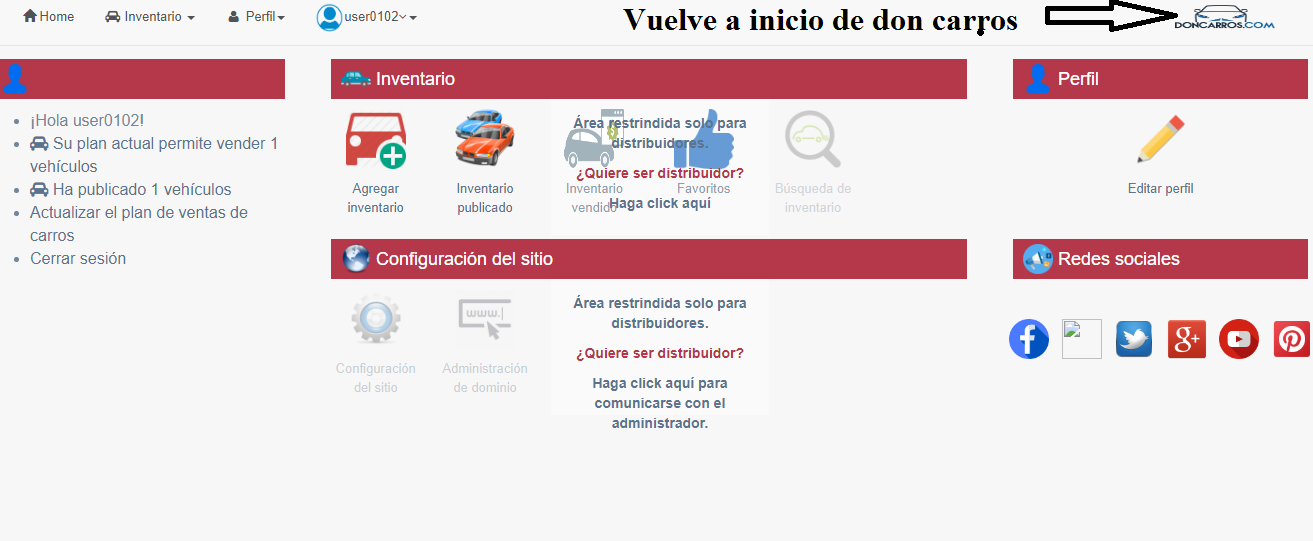 Home
Inventario
Perfil
user0102
Vuelve a inicio de don carros
DONCARROS.COM
¡Hola user0102!
Su plan actual permite vender 1
vehículos
Ha publicado 1 vehículos
Actualizar el plan de ventas de
carros
Cerrar sesión
Inventario
Agregar
inventario
Inventario
publicado
Inventario
vendido
Favoritos
Búsqueda de
inventario
Área restrindida solo para
distribuidores.
¿Quiere ser distribuidor?
Haga click aquí
Configuración del sitio
www.
Configuración
del sitio
Administración
de dominio
Área restrindida solo para
distribuidores.
¿Quiere ser distribuidor?
Haga click aquí para
comunicarse con el
administrador.
Perfil
Editar perfil
Redes sociales